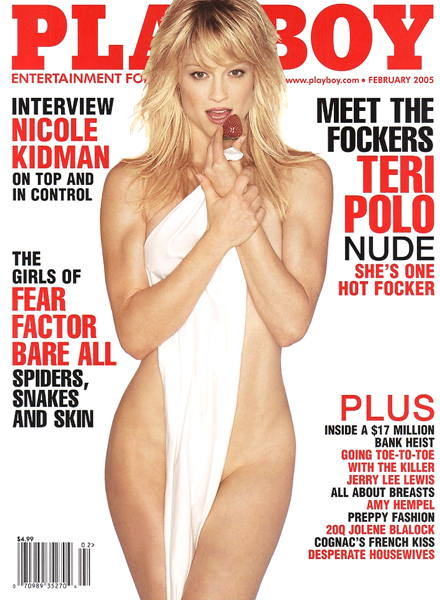 PLAYBOY
ENTERTAINMENT FO
www.playboy.com • FEBRUARY 2005
INTERVIEW
NICOLE
KIDMAN
ON TOP AND
IN CONTROL
MEET THE
FOCKERS
TERI
POLO
NUDE
SHE'S ONE
HOT FOCKER
THE
GIRLS OF
FEAR
FACTOR
BARE ALL
SPIDERS,
SNAKES
AND SKIN
PLUS
INSIDE A $17 MILLION
BANK HEIST
GOING TOE-TO-TOE
WITH THE KILLER
JERRY LEE LEWIS
ALL ABOUT BREASTS
AMY HEMPEL
PREPPY FASHION
20Q JOLENE BLALOCK
COGNAC'S FRENCH KISS
DESPERATE HOUSEWIVES
$4.99
0 2>
0 70989 35270 4